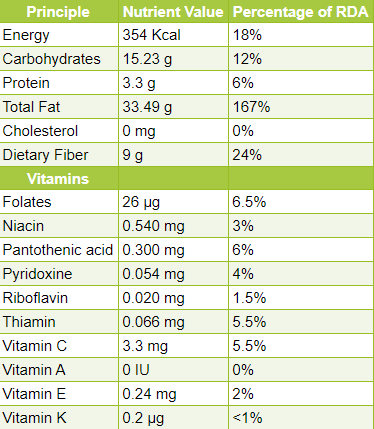 Principle Nutrient Value Percentage of RDA
Energy 354 Kcal 18%
Carbohydrates 15.23 g 12%
Protein 3.3 g 6%
Total Fat 33.49 g 167%
Cholesterol 0 mg 0%
Dietary Fiber 9 g 24%
Vitamins
Folates 26 µg 6.5%
Niacin 0.540 mg 3%
Pantothenic acid 0.300 mg 6%
Pyridoxine 0.054 mg 4%
Riboflavin 0.020 mg 1.5%
Thiamin 0.066 mg 5.5%
Vitamin C 3.3 mg 5.5%
Vitamin A 0 IU 0%
Vitamin E 0.24 mg 2%
Vitamin K 0.2 µg <1%